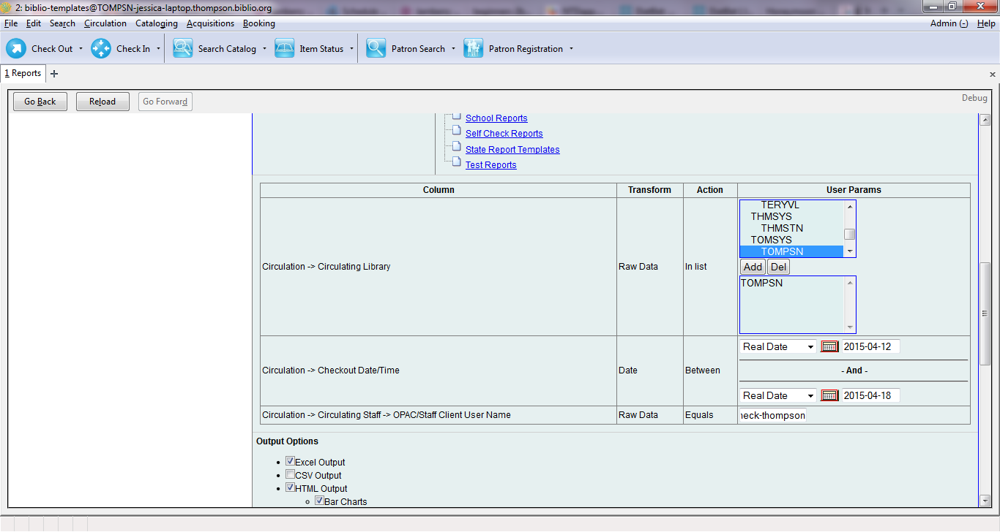 2: biblio-templates@TOMPSN-jessica-laptop.thompson.biblio.org
File Edit Search Circulation Cataloging Acquisitions Booking Admin (-) Help
Check Out Check In Search Catalog Item Status Patron Search Patron Registration
1 Reports
Go Back Reload Go Forward Debug
School Reports
Self Check Reports
State Report Templates
Test Reports
Column Transform Action User Params
TERYVL
THMSYS
THMSTN
TOMSYS
TOMPSN
Circulation -> Circulating Library Raw Data In list
Add Del
TOMPSN
Real Date 2015-04-12
Circulation -> Checkout Date/Time Date Between - And -
Real Date 2015-04-18
Circulation -> Circulating Staff -> OPAC/Staff Client User Name Raw Data Equals heck-thompson
Output Options
Excel Output
CSV Output
HTML Output
Bar Charts